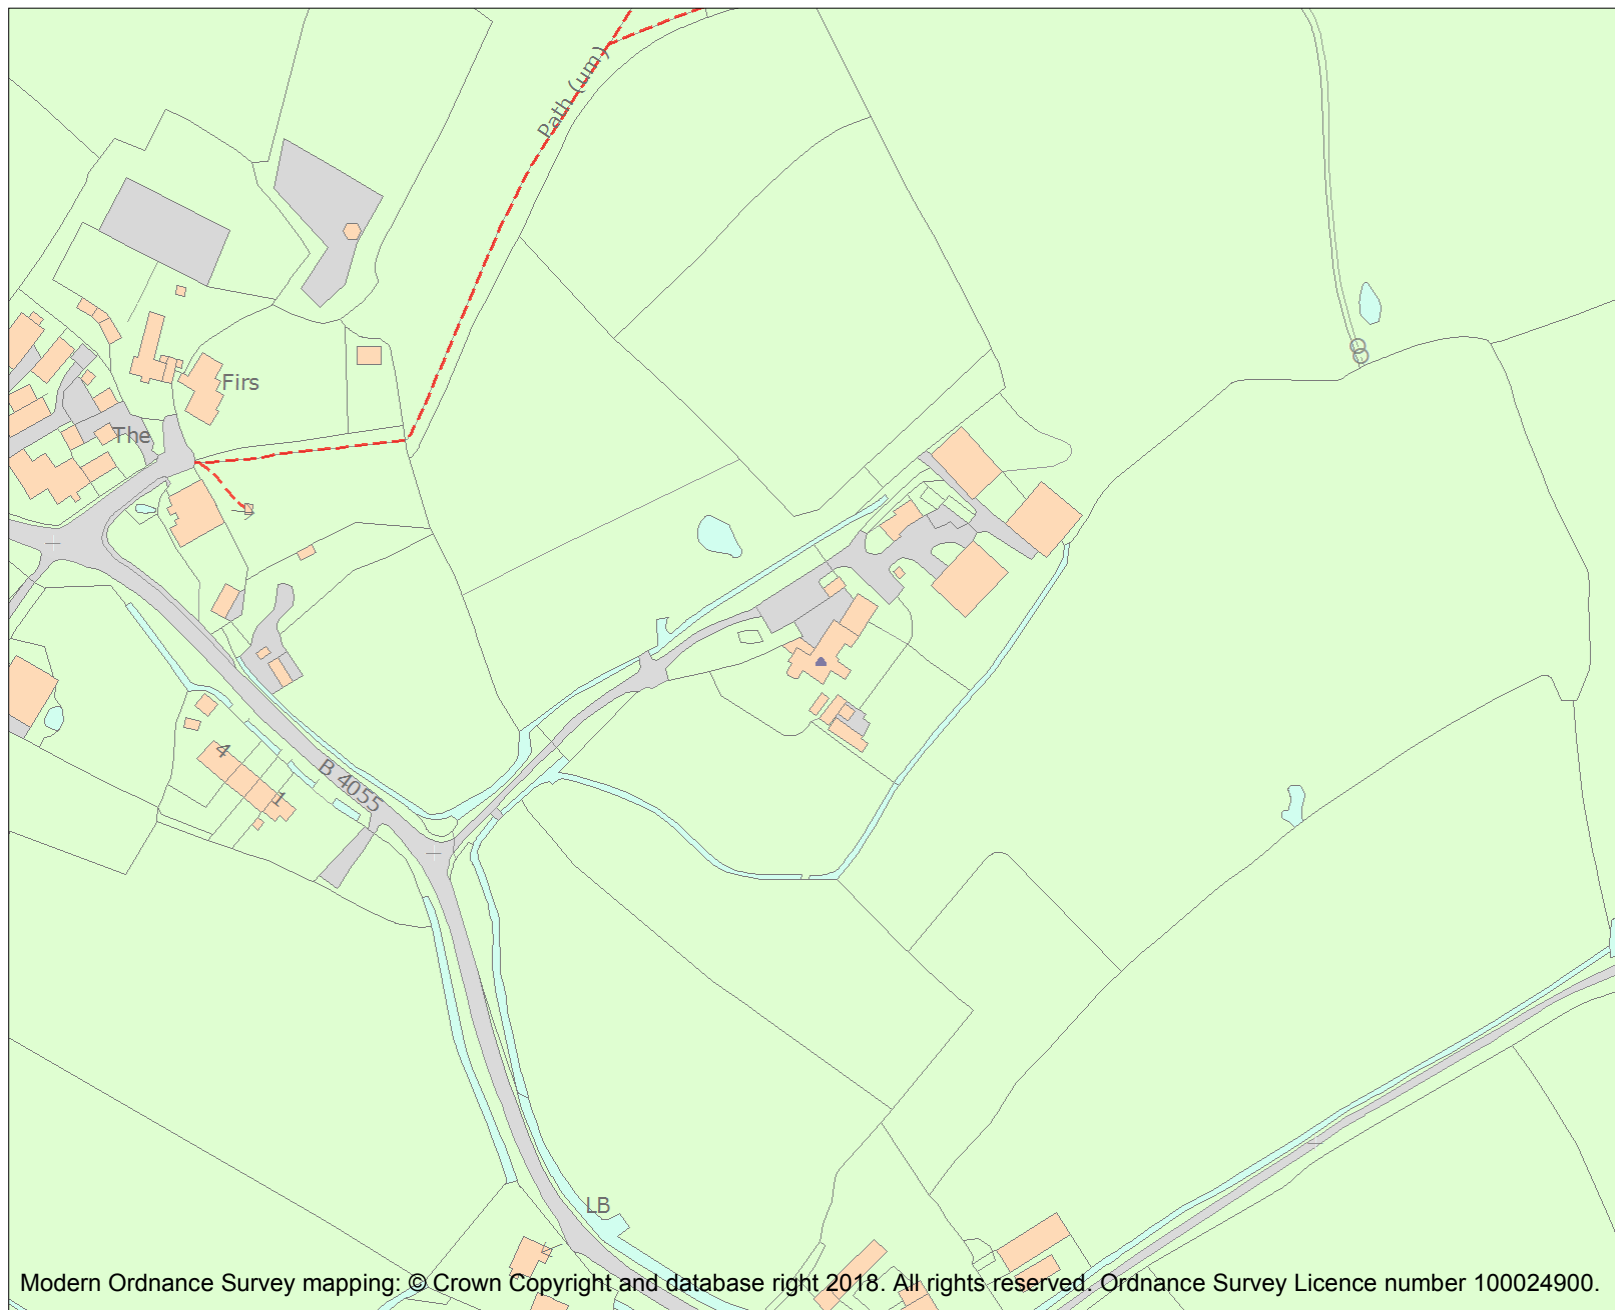 Path (um)
Firs
The
4
1
B 4055
LB
Modern Ordnance Survey mapping: © Crown Copyright and database right 2018. All rights reserved. Ordnance Survey Licence number 100024900.